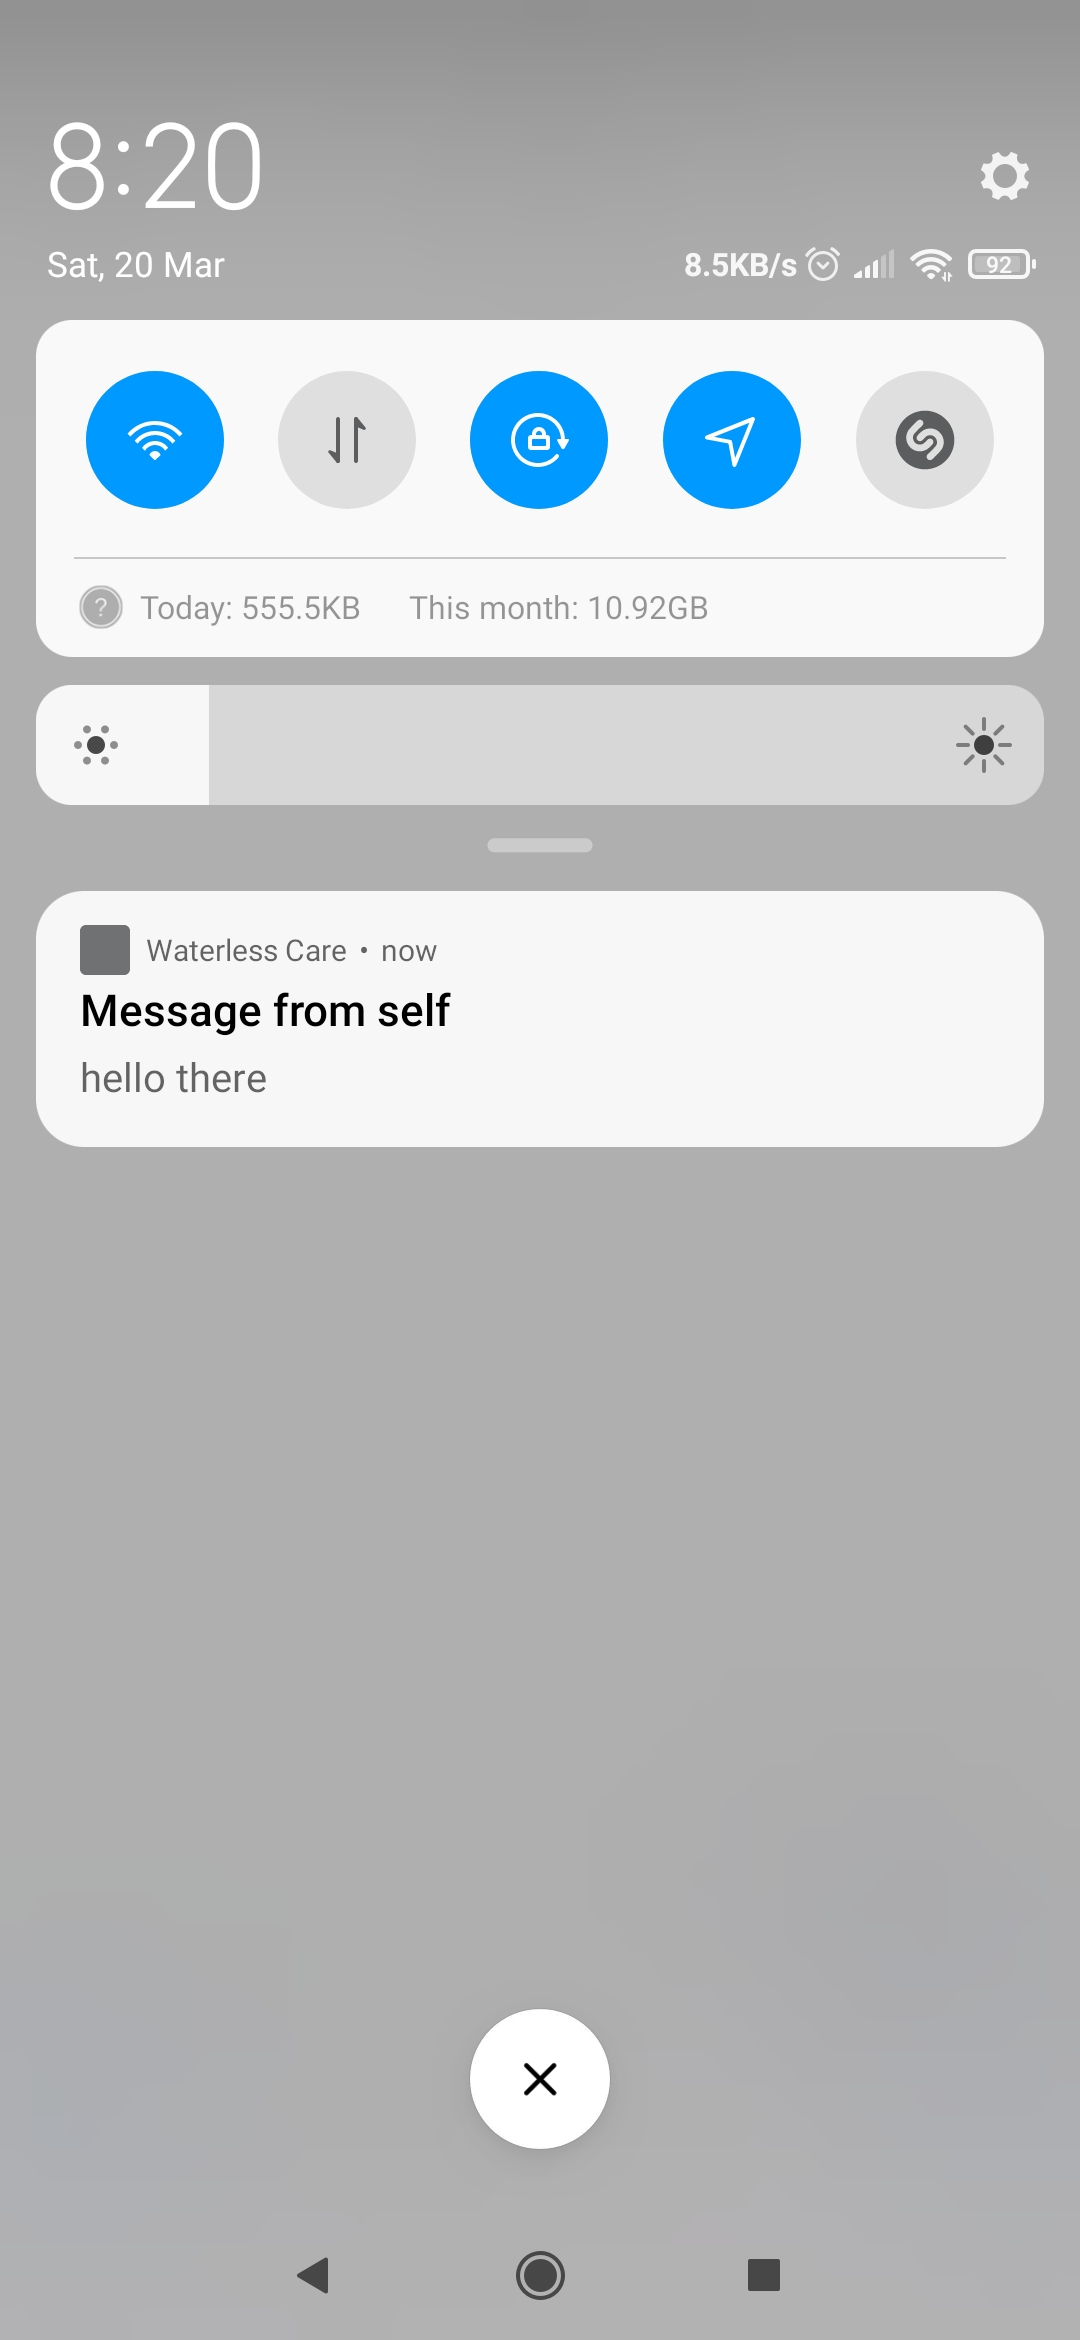 8:20
Sat, 20 Mar
8.5KB/s 92
? Today: 555.5KB This month: 10.92GB
Waterless Care • now
Message from self
hello there